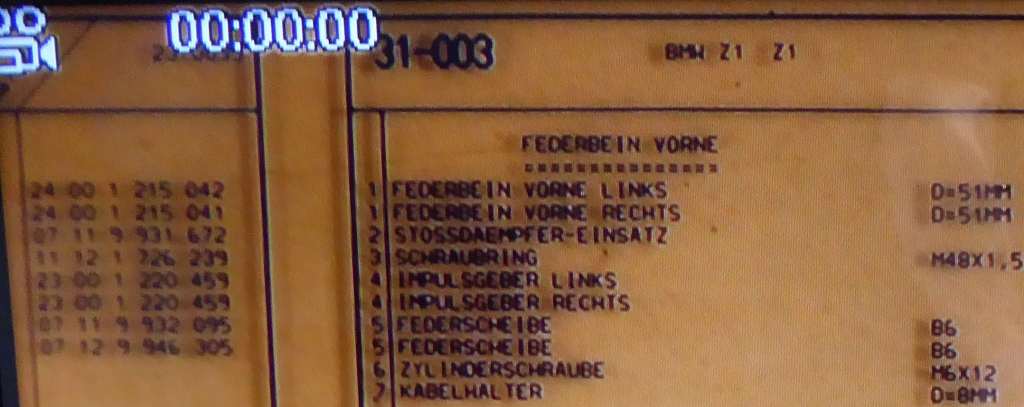 00:00:00
31-003 BMW Z1 Z1
FEDERBEIN VORNE
24 00 1 215 042
24 00 1 215 041
07 11 9 931 672
11 12 1 726 239
23 00 1 220 459
23 00 1 220 459
07 11 9 932 095
07 12 9 946 305
1 FEDERBEIN VORNE LINKS D=51MM
1 FEDERBEIN VORNE RECHTS D=51MM
2 STOSSDAEMPFER-EINSATZ
3 SCHRAUBRING M48X1,5
4 IMPULSGEBER LINKS
4 IMPULSGEBER RECHTS
5 FEDERSCHEIBE B6
5 FEDERSCHEIBE B6
6 ZYLINDERSCHRAUBE M6X12
7 KABELHALTER D=8MM